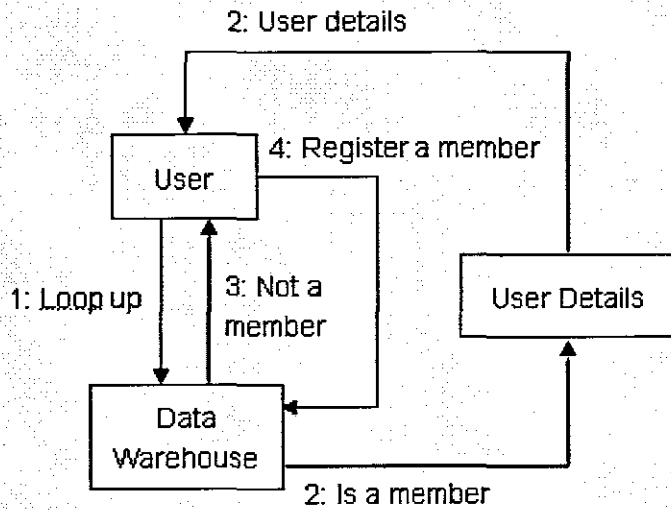 2: User details
4: Register a member
User
1: Loop up
3: Not a
member
User Details
Data
Warehouse
2: Is a member